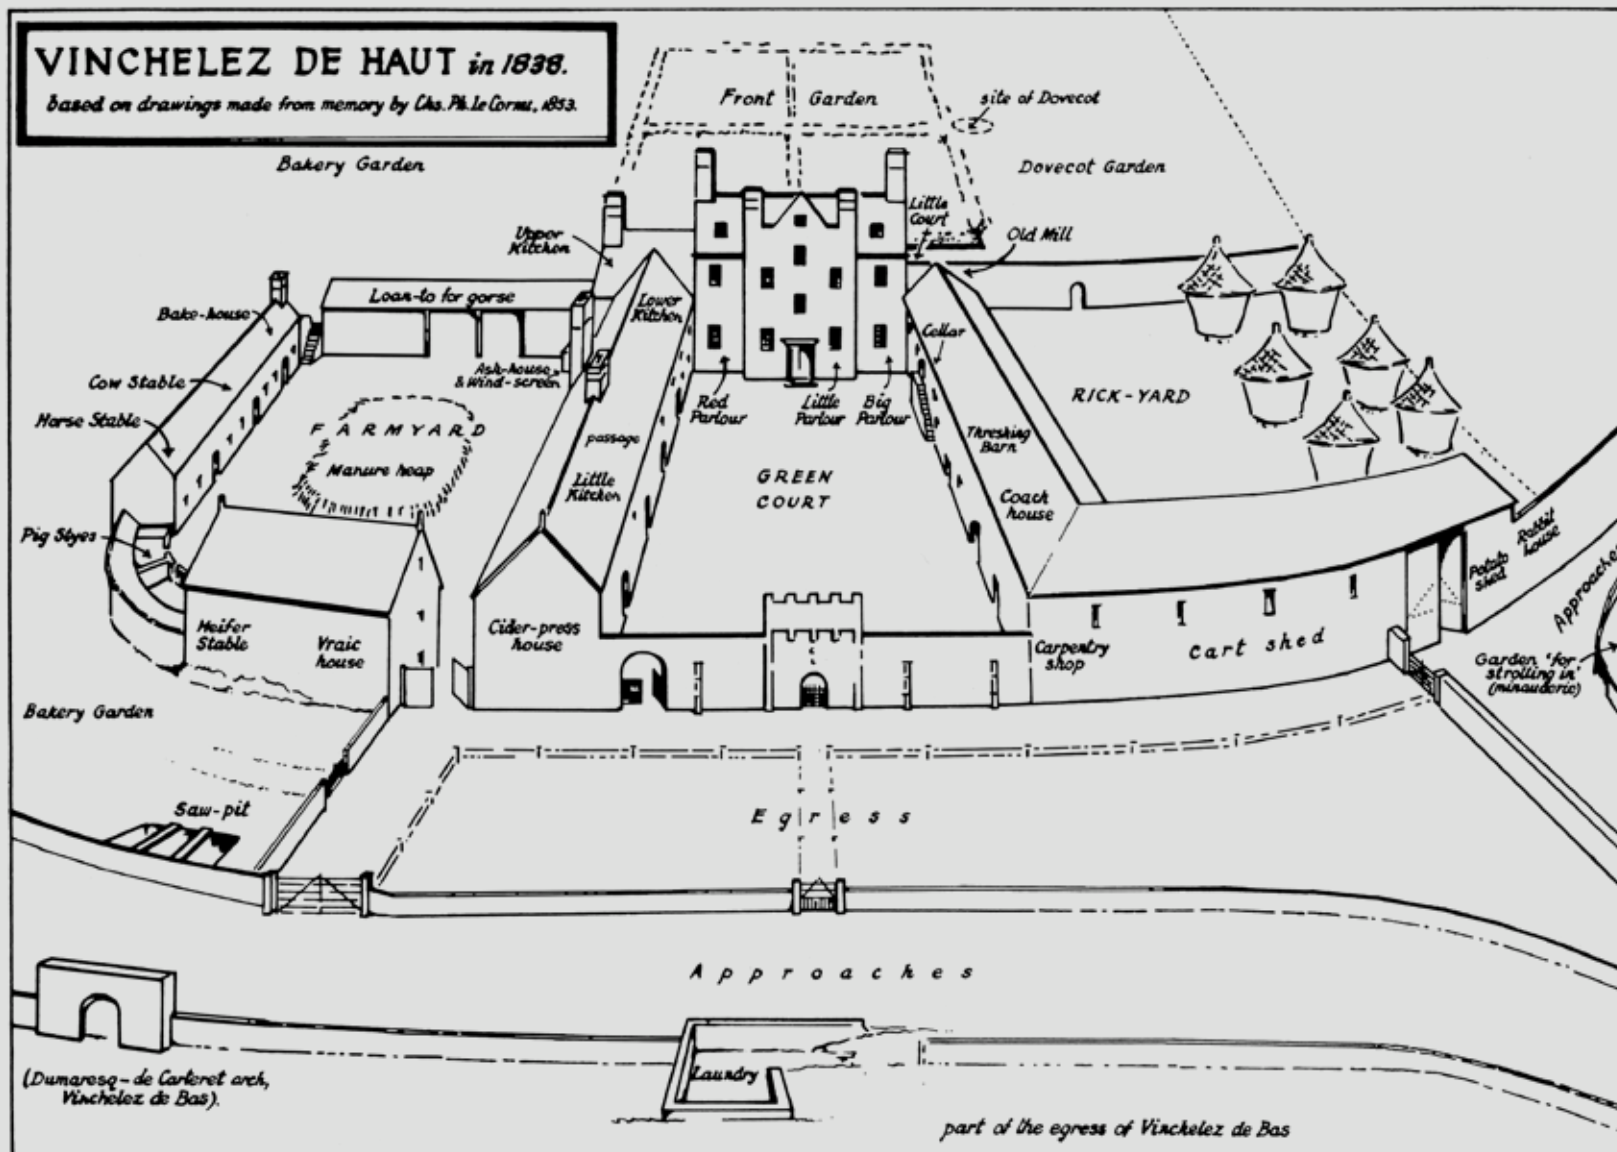 VINCHELEZ DE HAUT in 1838.
based on drawings made from memory by Chs. Ph. Le Cornu, 1853.
Front Garden
site of Dovecot
Bakery Garden
Dovecot Garden
Little
Court
Upper
Kitchen
Old Mill
Lean-to for gorse
Lower
Kitchen
Bake-house
Cellar
Ash-house
& Wind-screen
Cow Stable
Red
Parlour
Little
Parlour
Big
Parlour
RICK-YARD
Horse Stable
FARMYARD
Manure heap
passage
Threshing
Barn
Little
Kitchen
GREEN
COURT
Coach
house
Pig Styes
Potato
shed
Rabbit
house
Approaches
Heifer
Stable
Vraic
house
Cider-press
house
Carpentry
shop
Cart shed
Garden 'for
strolling in'
(minauderie)
Bakery Garden
Saw-pit
Egress
Approaches
(Dumaresq-de Carteret arch,
Vinchelez de Bas).
Laundry
part of the egress of Vinchelez de Bas